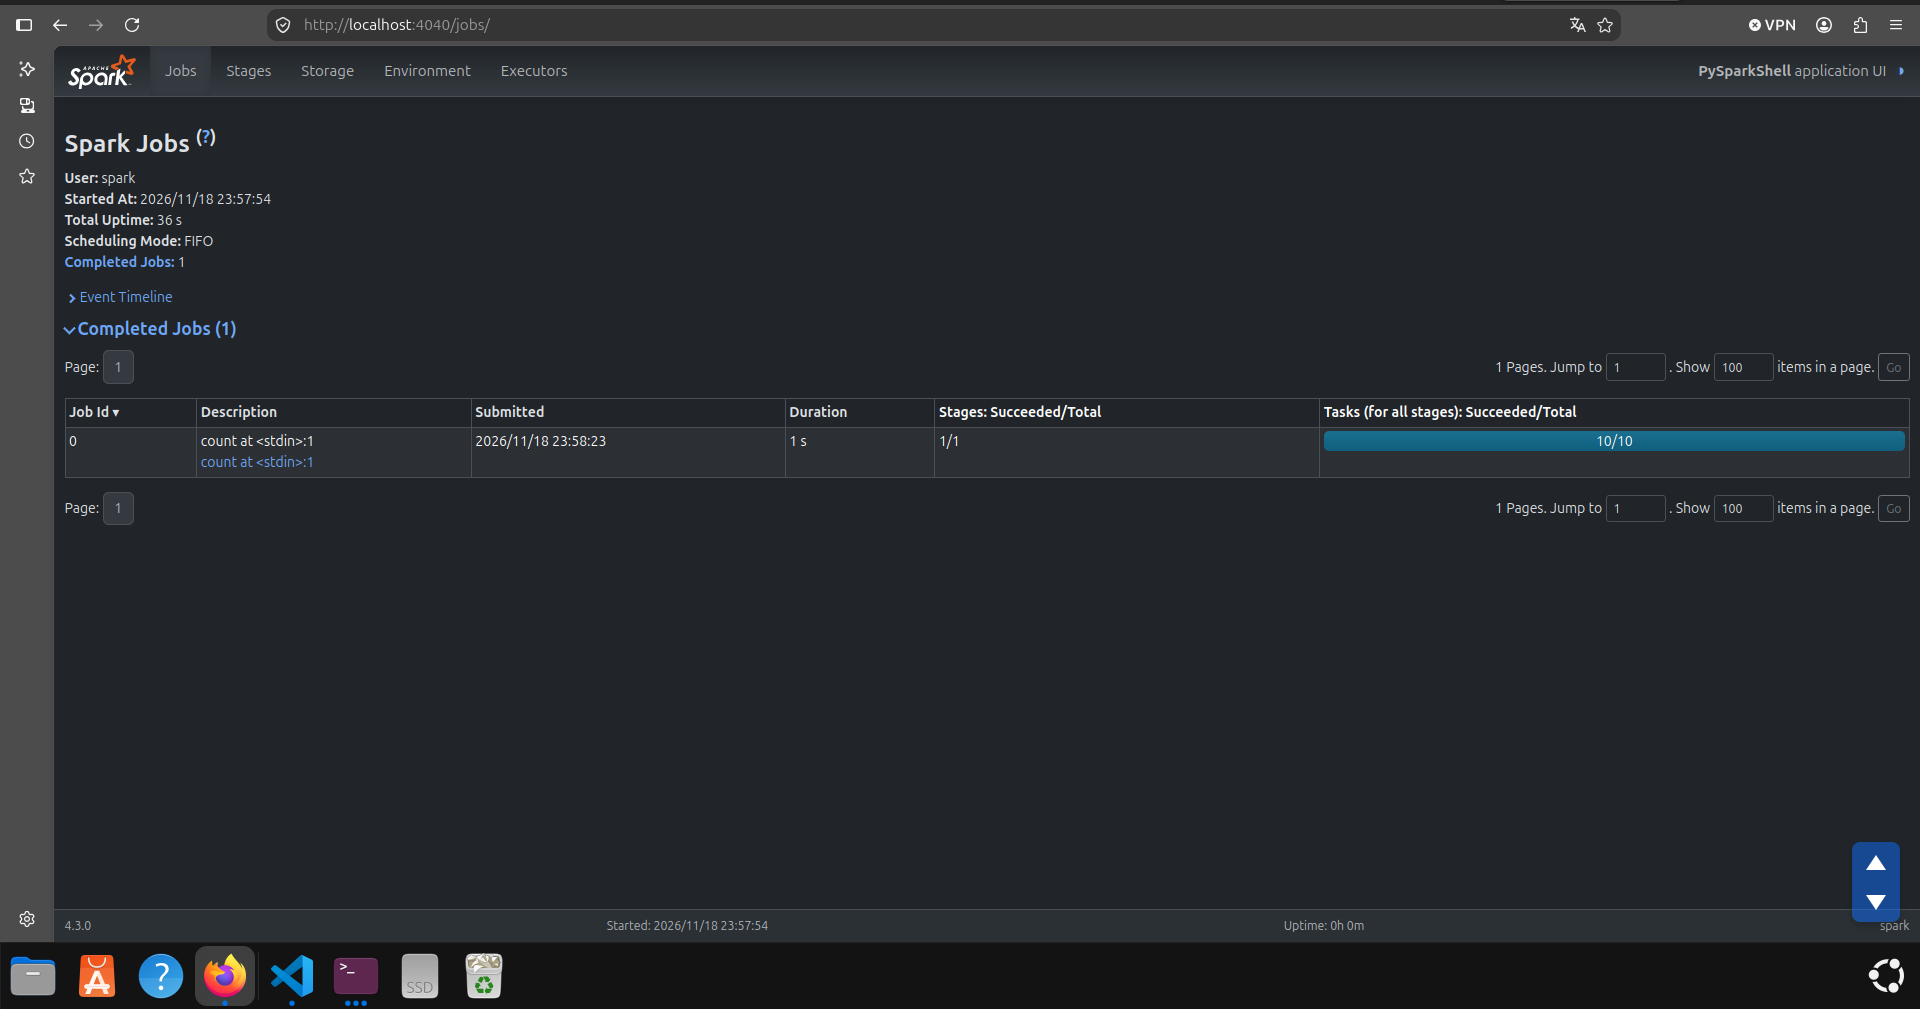 http://localhost:4040/jobs/
VPN
APACHE
Spark
Jobs
Stages
Storage
Environment
Executors
PySparkShell application UI
Spark Jobs (?)
User: spark
Started At: 2026/11/18 23:57:54
Total Uptime: 36 s
Scheduling Mode: FIFO
Completed Jobs: 1
Event Timeline
Completed Jobs (1)
Page: 1
1 Pages. Jump to 1 . Show 100 items in a page. Go
Job Id ▾ Description Submitted Duration Stages: Succeeded/Total Tasks (for all stages): Succeeded/Total
0 count at <stdin>:1 2026/11/18 23:58:23 1 s 1/1 10/10
count at <stdin>:1
Page: 1
1 Pages. Jump to 1 . Show 100 items in a page. Go
4.3.0
Started: 2026/11/18 23:57:54
Uptime: 0h 0m
spark
SSD